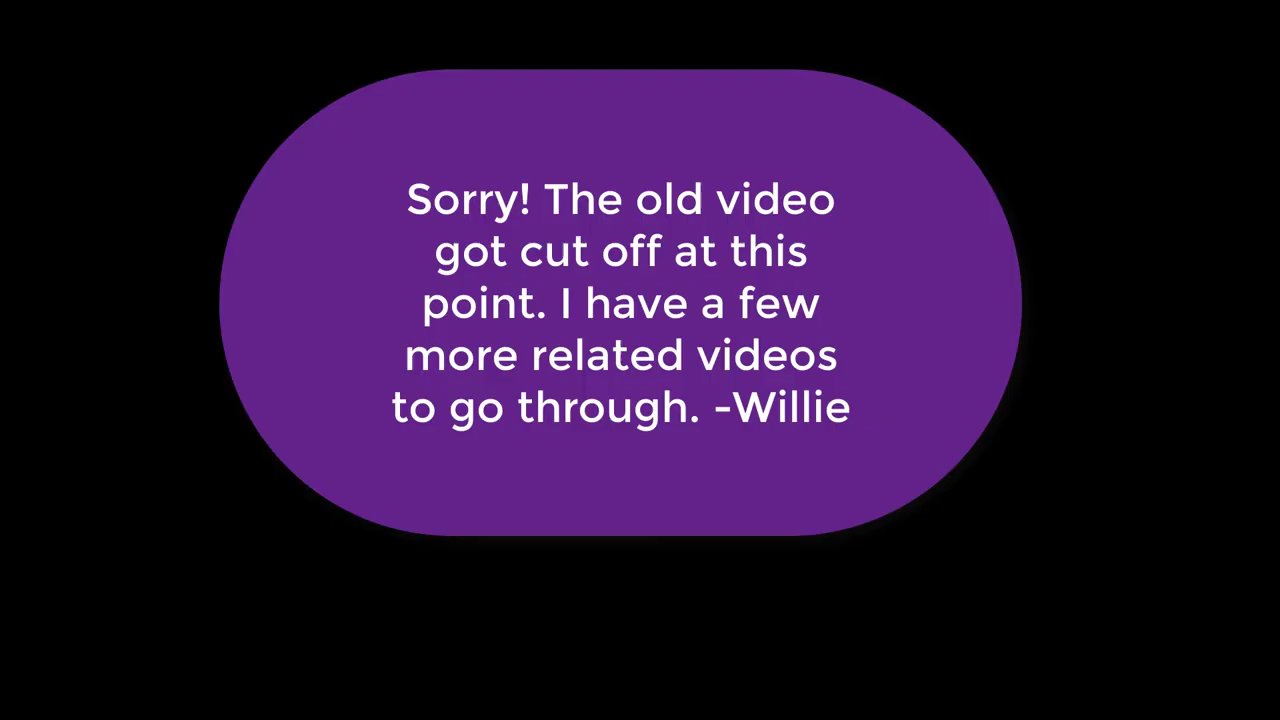 Sorry! The old video
got cut off at this
point. I have a few
more related videos
to go through. -Willie